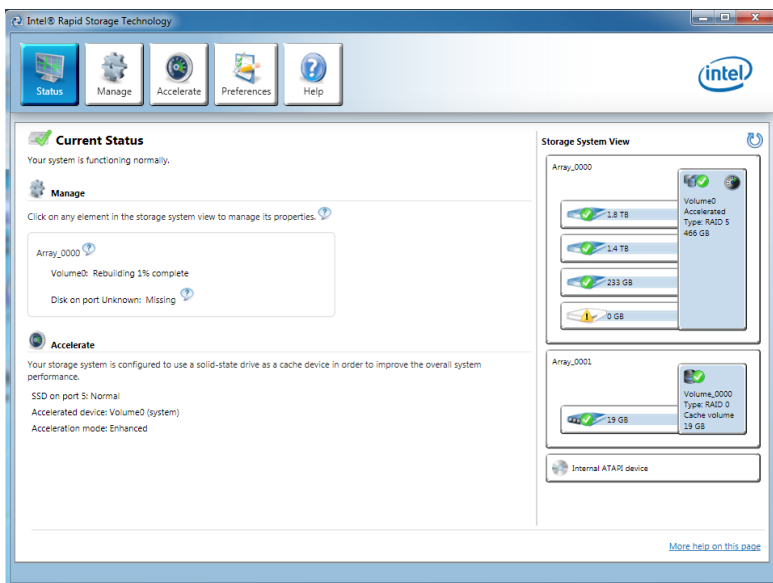 Intel® Rapid Storage Technology
Status
Manage
Accelerate
Preferences
Help
intel
Current Status
Your system is functioning normally.
Manage
Click on any element in the storage system view to manage its properties.
Array_0000
Volume0: Rebuilding 1% complete
Disk on port Unknown: Missing
Accelerate
Your storage system is configured to use a solid-state drive as a cache device in order to improve the overall system
performance.
SSD on port 5: Normal
Accelerated device: Volume0 (system)
Acceleration mode: Enhanced
Storage System View
Array_0000
1.8 TB
1.4 TB
233 GB
0 GB
Volume0
Accelerated
Type: RAID 5
466 GB
Array_0001
19 GB
Volume_0000
Type: RAID 0
Cache volume
19 GB
Internal ATAPI device
More help on this page